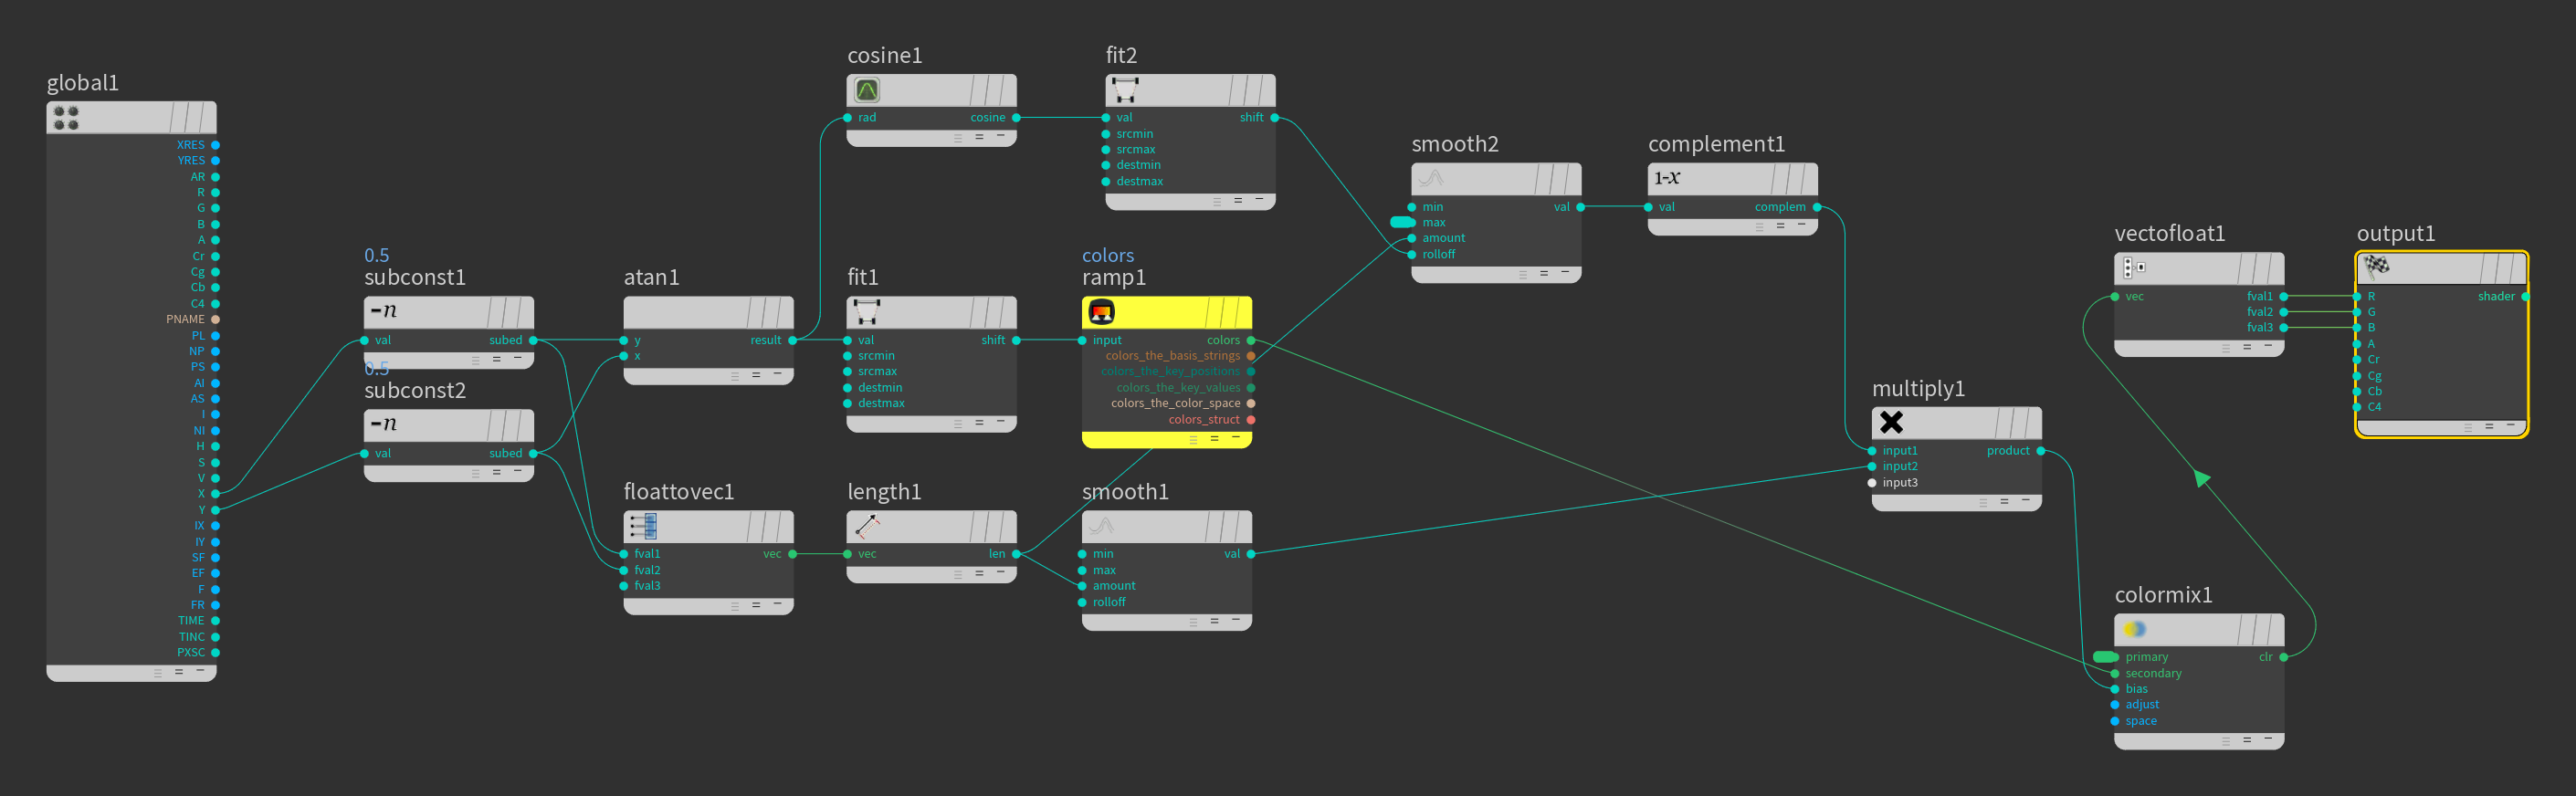 global1
XRES
YRES
AR
R
G
B
A
Cr
Cg
Cb
C4
PNAME
PL
NP
PS
AI
AS
I
NI
H
S
V
X
Y
IX
IY
SF
EF
F
FR
TIME
TINC
PXSC
0.5
subconst1
-n
val subed
0.5
subconst2
-n
val subed
atan1
y result
x
floattovec1
fval1 vec
fval2
fval3
cosine1
rad cosine
fit1
val shift
srcmin
srcmax
destmin
destmax
length1
vec len
fit2
val shift
srcmin
srcmax
destmin
destmax
colors
ramp1
input colors
colors_the_basis_strings
colors_the_key_positions
colors_the_key_values
colors_the_color_space
colors_struct
smooth1
min val
max
amount
rolloff
smooth2
min val
max
amount
rolloff
complement1
1-x
val complem
multiply1
input1 product
input2
input3
vectofloat1
vec fval1
fval2
fval3
colormix1
primary clr
secondary
bias
adjust
space
output1
R shader
G
B
A
Cr
Cg
Cb
C4